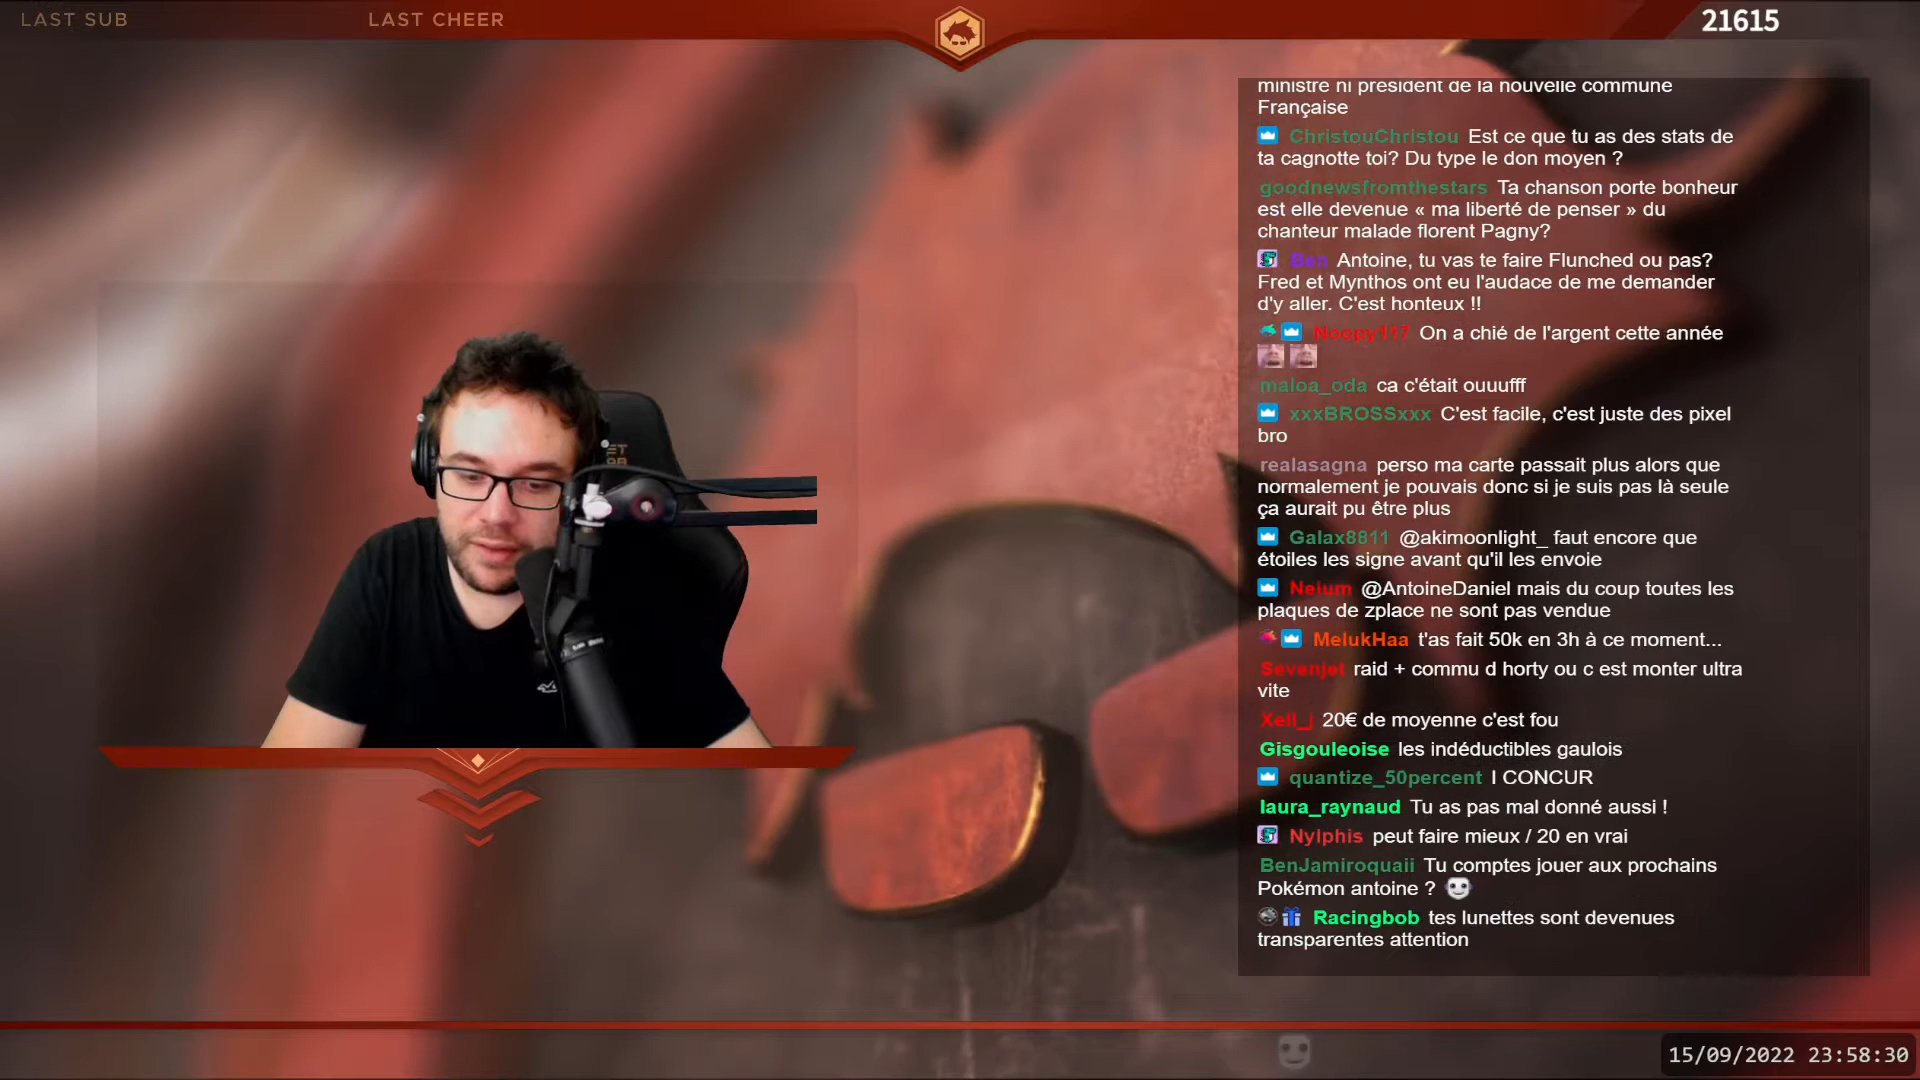 LAST SUB
LAST CHEER
21615
ministre ni président de la nouvelle commune
Française
ChristouChristou Est ce que tu as des stats de
ta cagnotte toi? Du type le don moyen ?
goodnewsfromthestars Ta chanson porte bonheur
est elle devenue « ma liberté de penser » du
chanteur malade florent Pagny?
Ben Antoine, tu vas te faire Flunched ou pas?
Fred et Mynthos ont eu l'audace de me demander
d'y aller. C'est honteux !!
Noopy117 On a chié de l'argent cette année
maloa_oda ca c'était ouuufff
xxxBROSSxxx C'est facile, c'est juste des pixel
bro
realasagna perso ma carte passait plus alors que
normalement je pouvais donc si je suis pas là seule
ça aurait pu être plus
Galax8811 @akimoonlight_ faut encore que
étoiles les signe avant qu'il les envoie
Nelum @AntoineDaniel mais du coup toutes les
plaques de zplace ne sont pas vendue
MelukHaa t'as fait 50k en 3h à ce moment...
Sevenjet raid + commu d horty ou c est monter ultra
vite
Xell_j 20€ de moyenne c'est fou
Gisgouleoise les indéductibles gaulois
quantize_50percent I CONCUR
laura_raynaud Tu as pas mal donné aussi !
Nylphis peut faire mieux / 20 en vrai
BenJamiroquaii Tu comptes jouer aux prochains
Pokémon antoine ?
Racingbob tes lunettes sont devenues
transparentes attention
15/09/2022 23:58:30